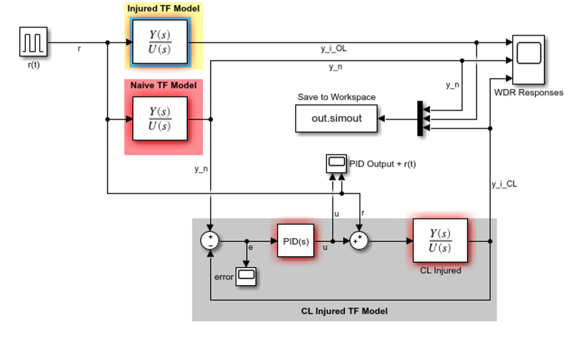 Injured TF Model
Y(s)
U(s)
r
r(t)
y_i_OL
y_n
WDR Responses
Naive TF Model
Y(s)
U(s)
y_n
Save to Workspace
out.simout
PID Output + r(t)
y_n
y_i_CL
u
r
PID(s)
e
u
Y(s)
U(s)
error
CL Injured
CL Injured TF Model